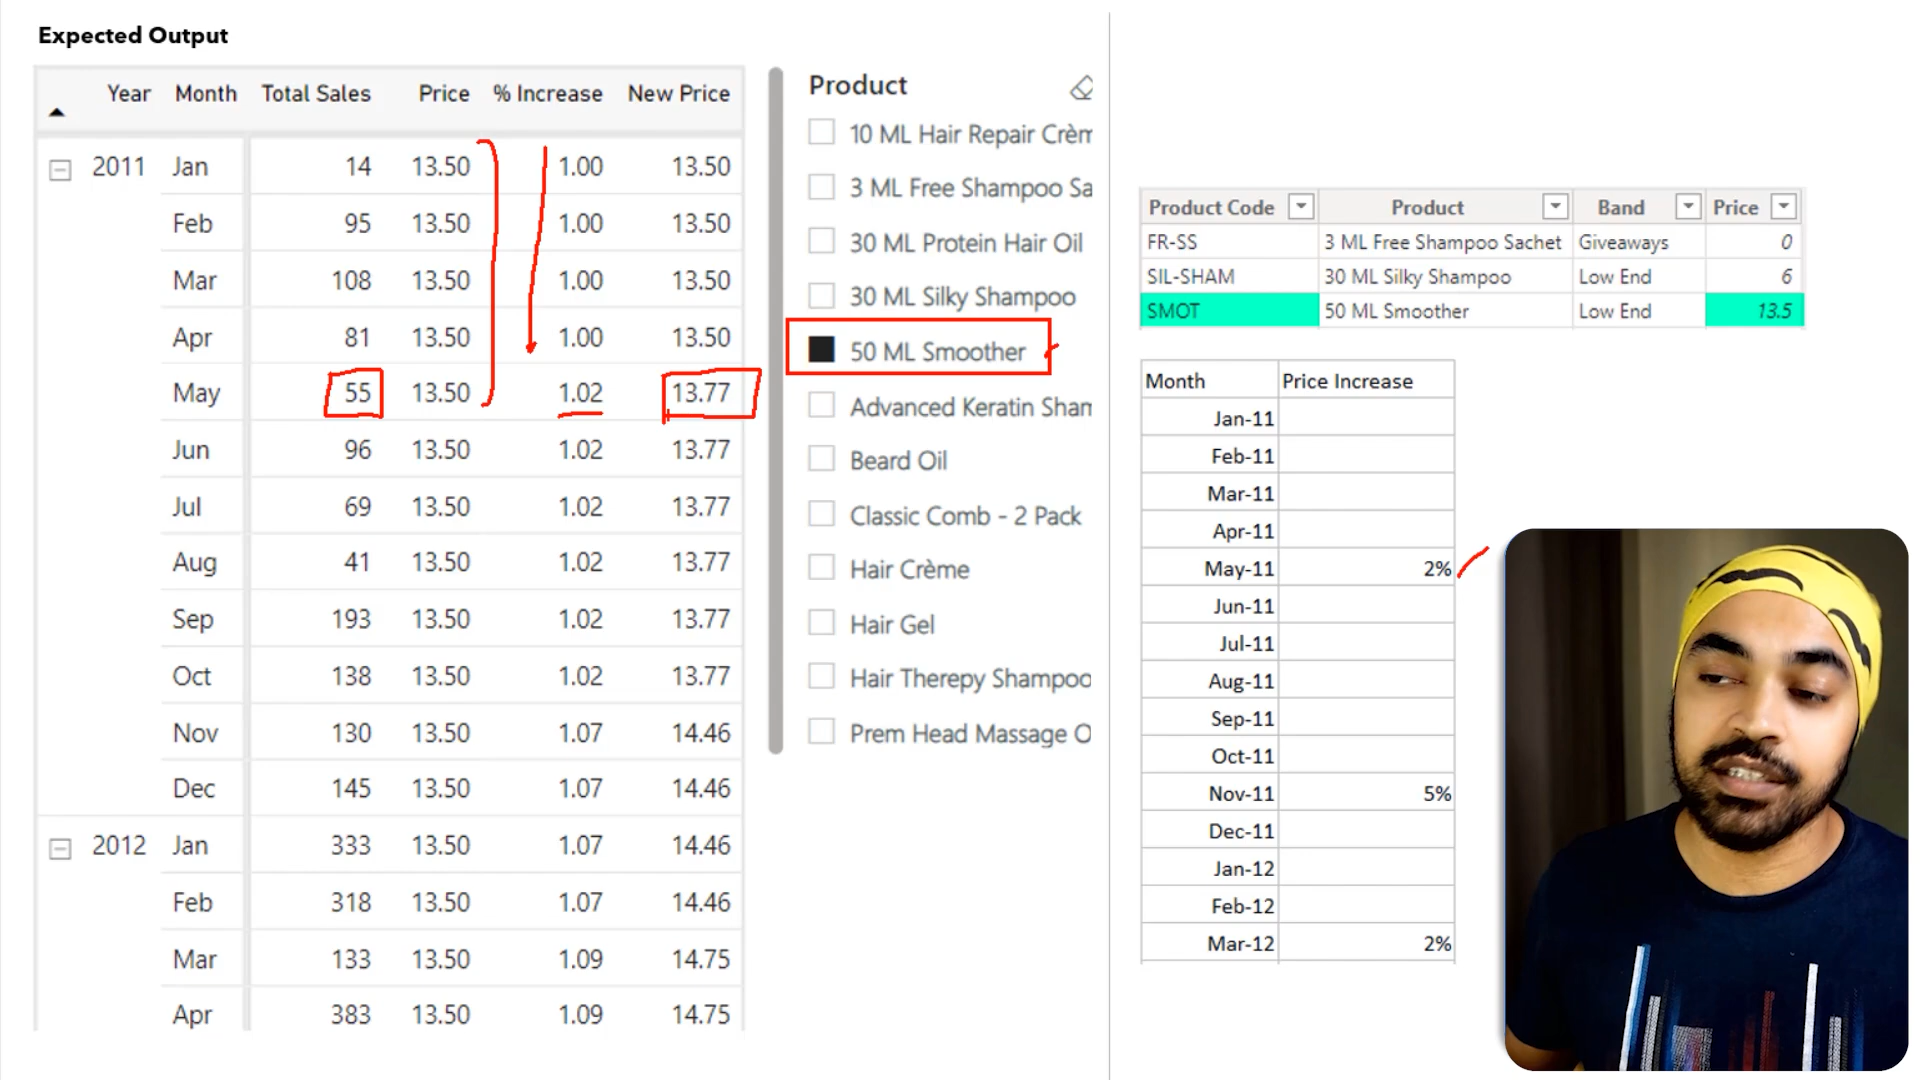 Expected Output
Year Month Total Sales Price % Increase New Price
2011 Jan 14 13.50 1.00 13.50
Feb 95 13.50 1.00 13.50
Mar 108 13.50 1.00 13.50
Apr 81 13.50 1.00 13.50
May 55 13.50 1.02 13.77
Jun 96 13.50 1.02 13.77
Jul 69 13.50 1.02 13.77
Aug 41 13.50 1.02 13.77
Sep 193 13.50 1.02 13.77
Oct 138 13.50 1.02 13.77
Nov 130 13.50 1.07 14.46
Dec 145 13.50 1.07 14.46
2012 Jan 333 13.50 1.07 14.46
Feb 318 13.50 1.07 14.46
Mar 133 13.50 1.09 14.75
Apr 383 13.50 1.09 14.75
Product
10 ML Hair Repair Crèm
3 ML Free Shampoo Sa
30 ML Protein Hair Oil
30 ML Silky Shampoo
50 ML Smoother
Advanced Keratin Sham
Beard Oil
Classic Comb - 2 Pack
Hair Crème
Hair Gel
Hair Therepy Shampoo
Prem Head Massage O
Product Code Product Band Price
FR-SS 3 ML Free Shampoo Sachet Giveaways 0
SIL-SHAM 30 ML Silky Shampoo Low End 6
SMOT 50 ML Smoother Low End 13.5
Month Price Increase
Jan-11
Feb-11
Mar-11
Apr-11
May-11 2%
Jun-11
Jul-11
Aug-11
Sep-11
Oct-11
Nov-11 5%
Dec-11
Jan-12
Feb-12
Mar-12 2%